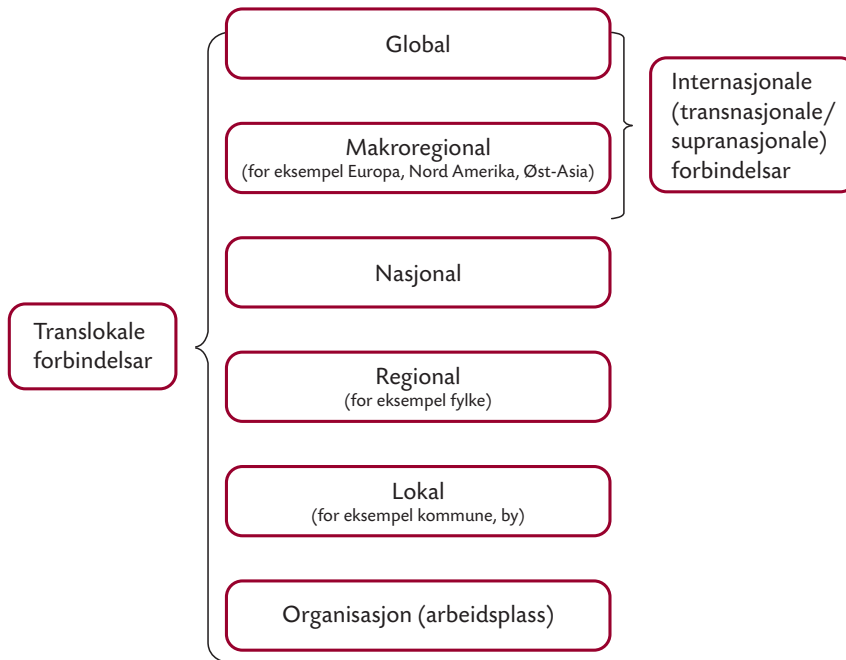 Global
Internasjonale
(transnasjonale/
supranasjonale)
forbindelsar
Makroregional
(for eksempel Europa, Nord Amerika, Øst-Asia)
Nasjonal
Translokale
forbindelsar
Regional
(for eksempel fylke)
Lokal
(for eksempel kommune, by)
Organisasjon (arbeidsplass)